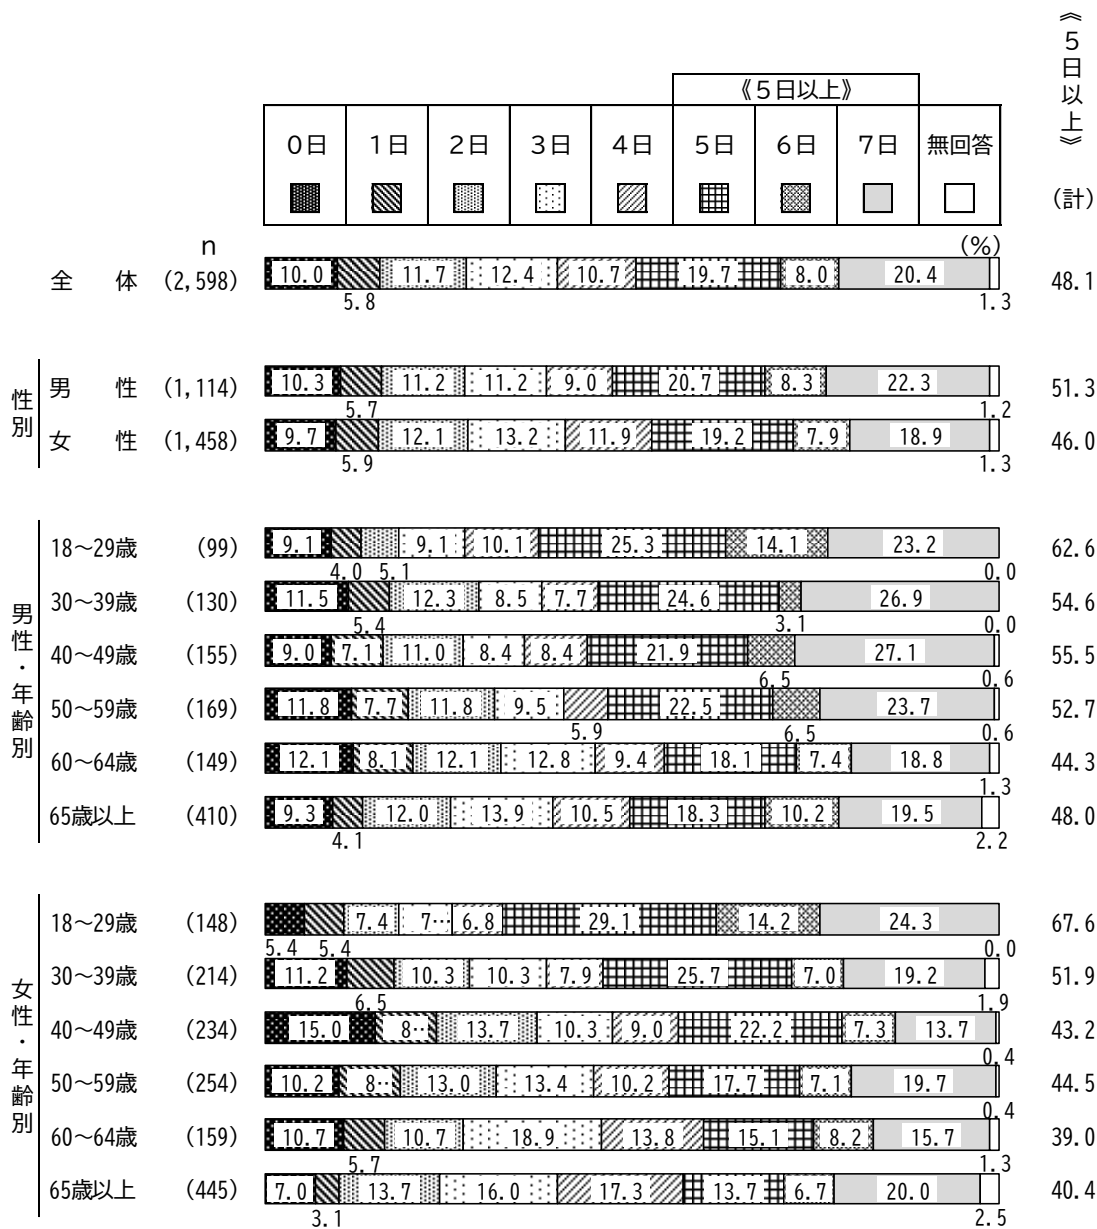 《5日以上》
《5日以上》
0日 1日 2日 3日 4日 5日 6日 7日 無回答
(計)
n (%)
全 体 (2,598) 10.0 11.7 12.4 10.7 19.7 8.0 20.4 48.1
5.8 1.3
性別
男 性 (1,114) 10.3 11.2 11.2 9.0 20.7 8.3 22.3 51.3
5.7 1.2
女 性 (1,458) 9.7 12.1 13.2 11.9 19.2 7.9 18.9 46.0
5.9 1.3
男性・年齢別
18～29歳 (99) 9.1 9.1 10.1 25.3 14.1 23.2 62.6
4.0 5.1 0.0
30～39歳 (130) 11.5 12.3 8.5 7.7 24.6 26.9 54.6
5.4 3.1 0.0
40～49歳 (155) 9.0 7.1 11.0 8.4 8.4 21.9 27.1 55.5
6.5 0.6
50～59歳 (169) 11.8 7.7 11.8 9.5 22.5 23.7 52.7
5.9 6.5 0.6
60～64歳 (149) 12.1 8.1 12.1 12.8 9.4 18.1 7.4 18.8 44.3
1.3
65歳以上 (410) 9.3 12.0 13.9 10.5 18.3 10.2 19.5 48.0
4.1 2.2
女性・年齢別
18～29歳 (148) 7.4 7… 6.8 29.1 14.2 24.3 67.6
5.4 5.4 0.0
30～39歳 (214) 11.2 10.3 10.3 7.9 25.7 7.0 19.2 51.9
6.5 1.9
40～49歳 (234) 15.0 8… 13.7 10.3 9.0 22.2 7.3 13.7 43.2
0.4
50～59歳 (254) 10.2 8… 13.0 13.4 10.2 17.7 7.1 19.7 44.5
0.4
60～64歳 (159) 10.7 10.7 18.9 13.8 15.1 8.2 15.7 39.0
5.7 1.3
65歳以上 (445) 7.0 13.7 16.0 17.3 13.7 6.7 20.0 40.4
3.1 2.5